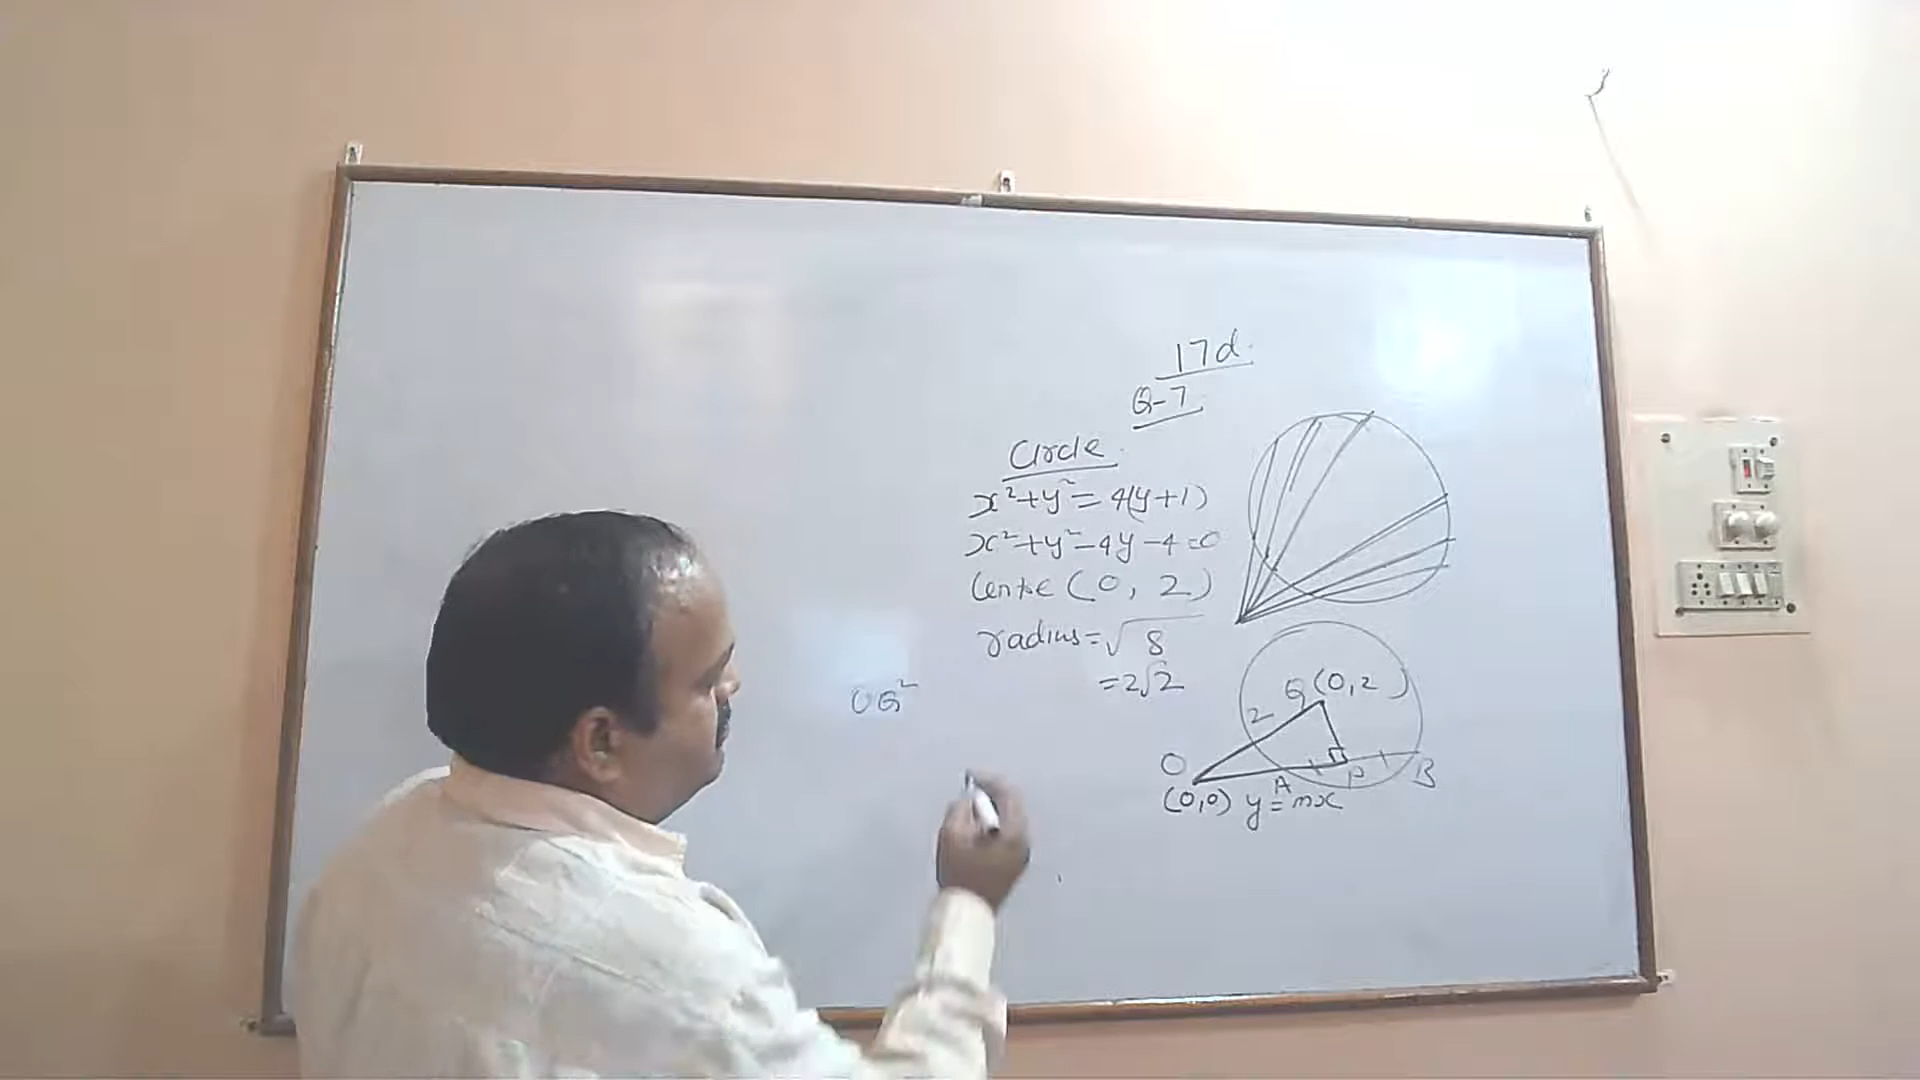 17d.
Q-7.
Circle.
x²+y²=4(y+1)
x²+y²-4y-4=0
Centre (0, 2)
radius=√8
=2√2
OQ²
Q(0,2)
2
O
A
P
B
(0,0) y=mx